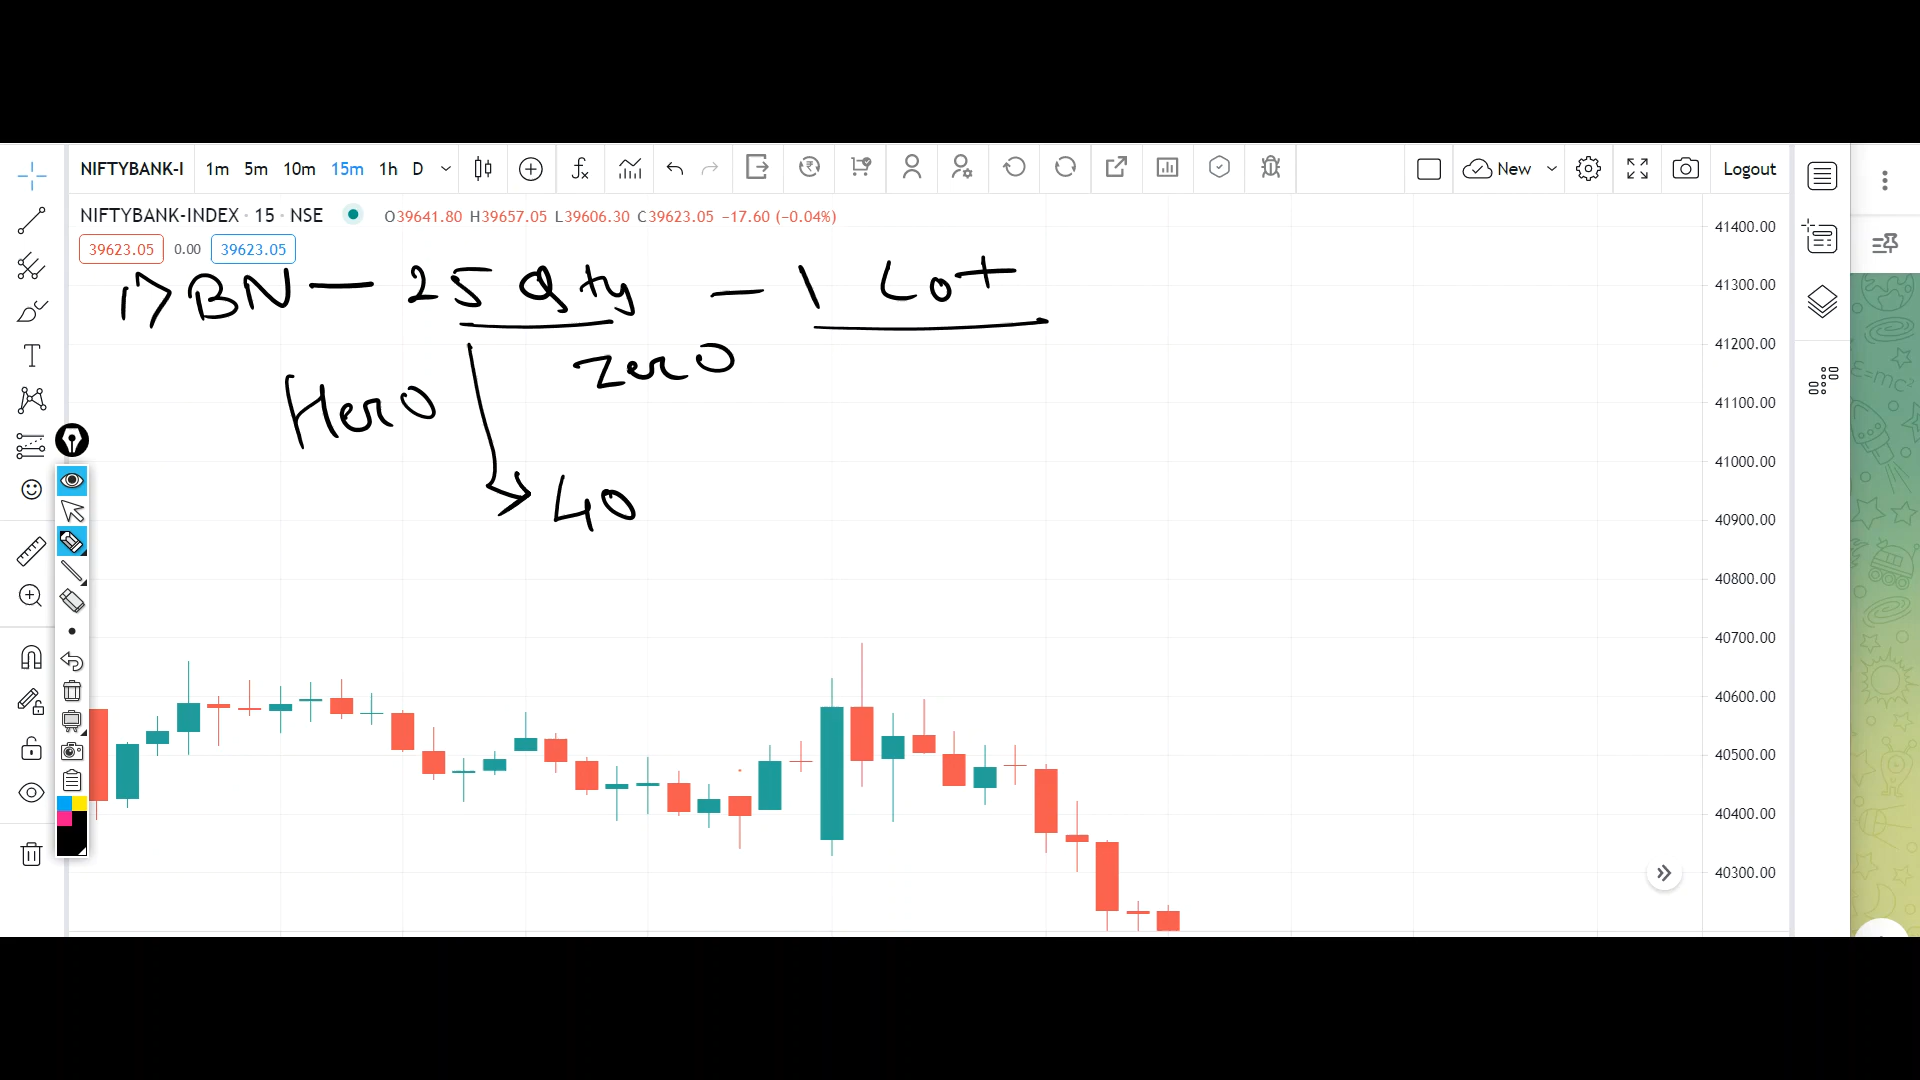 NIFTYBANK-I 1m 5m 10m 15m 1h D New Logout
NIFTYBANK-INDEX · 15 · NSE O39641.80 H39657.05 L39606.30 C39623.05 −17.60 (−0.04%)
39623.05 0.00 39623.05
1> BN — 25 Qty — 1 Lot
Zero
Hero
40
41400.00
41300.00
41200.00
41100.00
41000.00
40900.00
40800.00
40700.00
40600.00
40500.00
40400.00
40300.00